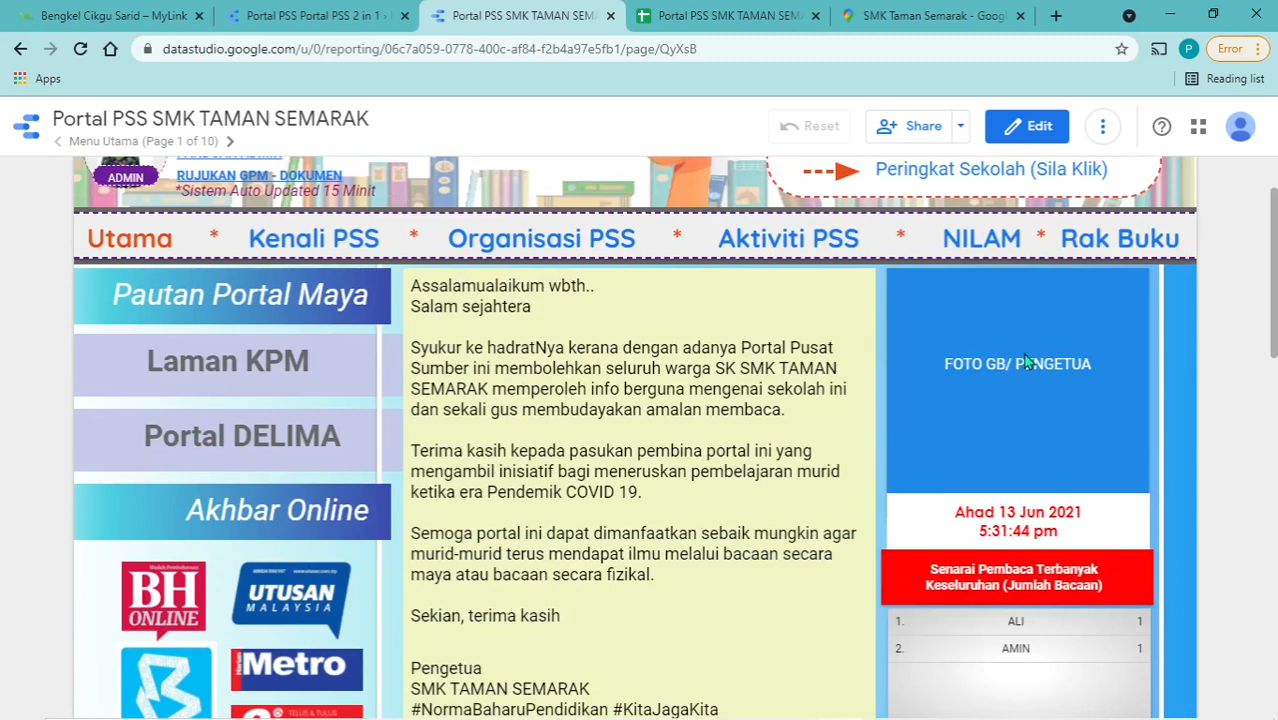 Bengkel Cikgu Sarid – MyLink
Portal PSS Portal PSS 2 in 1 ›
Portal PSS SMK TAMAN SEM
Portal PSS SMK TAMAN SEM
SMK Taman Semarak - Goog
datastudio.google.com/u/0/reporting/06c7a059-0778-400c-af84-f2b4a97e5fb1/page/QyXsB
P
Error
Apps
Reading list
Portal PSS SMK TAMAN SEMARAK
Menu Utama (Page 1 of 10)
Reset
Share
Edit
ADMIN
RUJUKAN GPM - DOKUMEN
*Sistem Auto Updated 15 Minit
Peringkat Sekolah (Sila Klik)
Utama * Kenali PSS * Organisasi PSS * Aktiviti PSS * NILAM * Rak Buku
Pautan Portal Maya
Laman KPM
Portal DELIMA
Akhbar Online
BH
ONLINE
www.utusan.com.my
UTUSAN
MALAYSIA
Harian
Metro
TELUS & TULUS
Assalamualaikum wbth..
Salam sejahtera
Syukur ke hadratNya kerana dengan adanya Portal Pusat
Sumber ini membolehkan seluruh warga SK SMK TAMAN
SEMARAK memperoleh info berguna mengenai sekolah ini
dan sekali gus membudayakan amalan membaca.
Terima kasih kepada pasukan pembina portal ini yang
mengambil inisiatif bagi meneruskan pembelajaran murid
ketika era Pendemik COVID 19.
Semoga portal ini dapat dimanfaatkan sebaik mungkin agar
murid-murid terus mendapat ilmu melalui bacaan secara
maya atau bacaan secara fizikal.
Sekian, terima kasih
Pengetua
SMK TAMAN SEMARAK
#NormaBaharuPendidikan #KitaJagaKita
FOTO GB/ PENGETUA
Ahad 13 Jun 2021
5:31:44 pm
Senarai Pembaca Terbanyak
Keseluruhan (Jumlah Bacaan)
1. ALI 1
2. AMIN 1